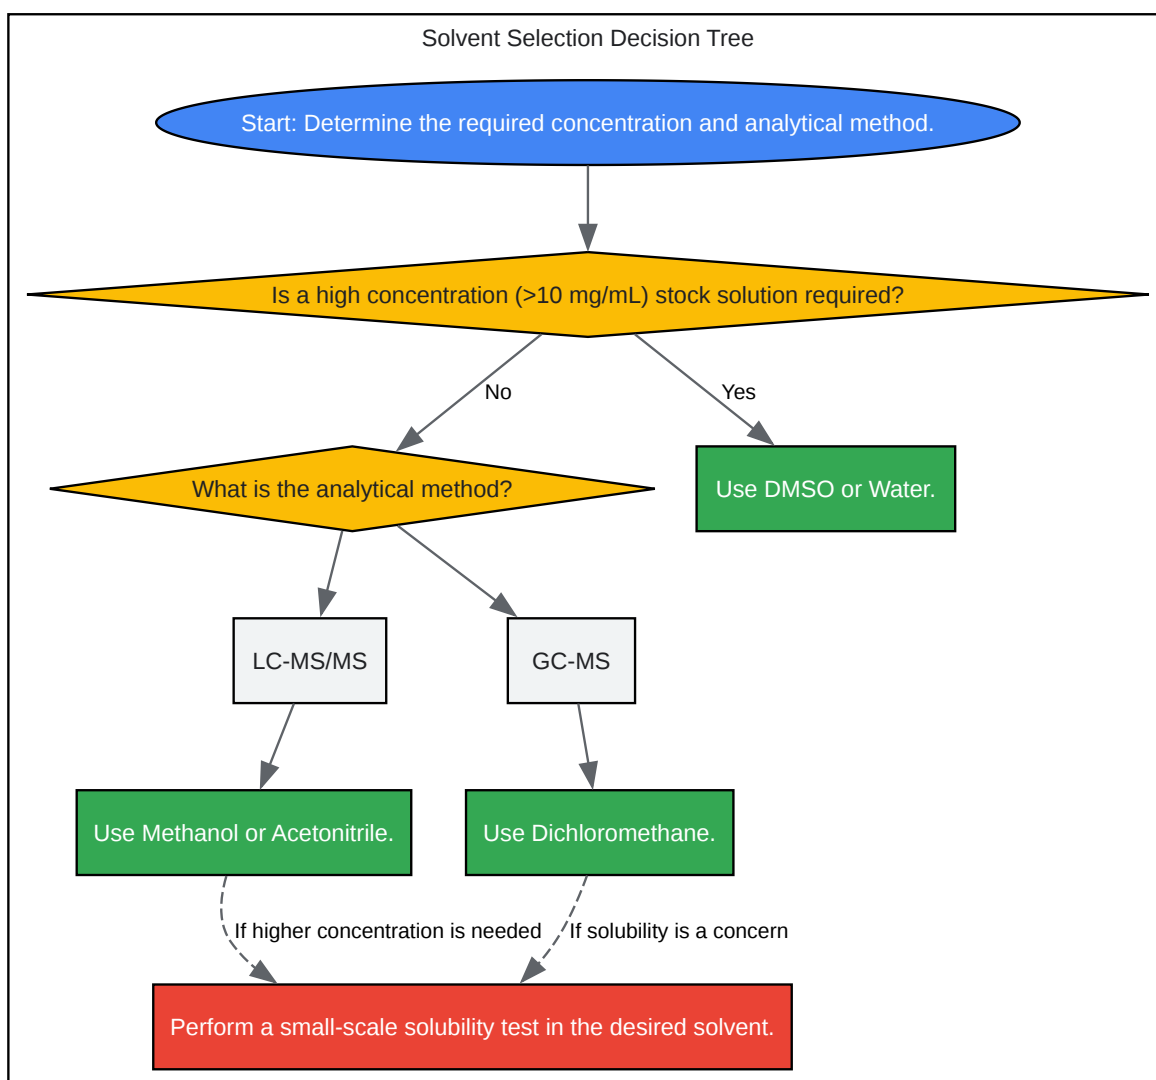 Solvent Selection Decision Tree
Start: Determine the required concentration and analytical method.
Is a high concentration (>10 mg/mL) stock solution required?
No
Yes
What is the analytical method?
Use DMSO or Water.
LC-MS/MS
GC-MS
Use Methanol or Acetonitrile.
Use Dichloromethane.
If higher concentration is needed
If solubility is a concern
Perform a small-scale solubility test in the desired solvent.